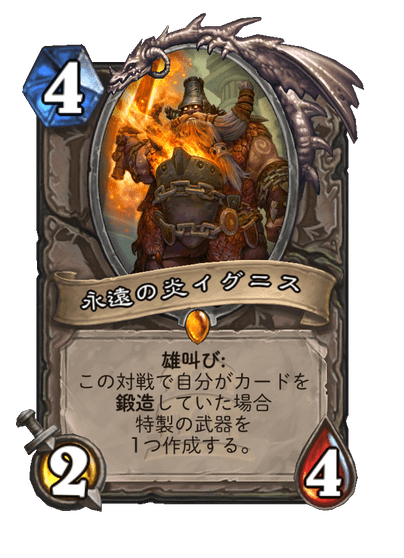 4
永遠の炎イグニス
雄叫び:
この対戦で自分がカードを
鍛造していた場合
特製の武器を
1つ作成する。
2
4